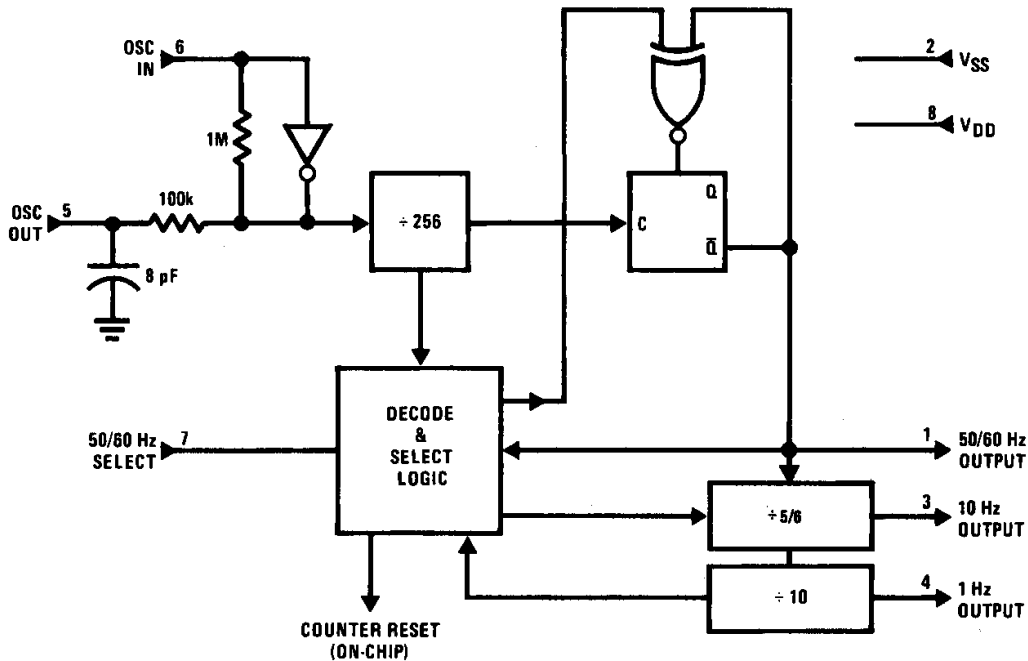 OSC
IN
6
2
V_SS
8
V_DD
1M
OSC
OUT
5
100k
8 pF
÷ 256
C
Q
Q̅
50/60 Hz
SELECT
7
DECODE
&
SELECT
LOGIC
1
50/60 Hz
OUTPUT
÷ 5/6
3
10 Hz
OUTPUT
÷ 10
4
1 Hz
OUTPUT
COUNTER RESET
(ON-CHIP)